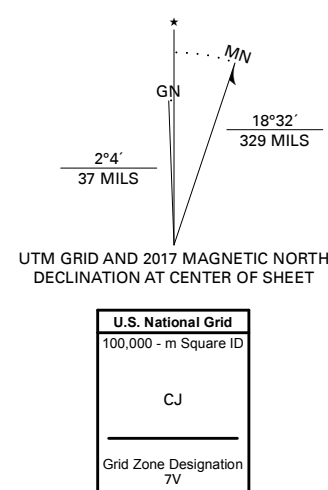 ★
MN
GN
18°32´
329 MILS
2°4´
37 MILS
UTM GRID AND 2017 MAGNETIC NORTH
DECLINATION AT CENTER OF SHEET
U.S. National Grid
100,000 - m Square ID
CJ
Grid Zone Designation
7V